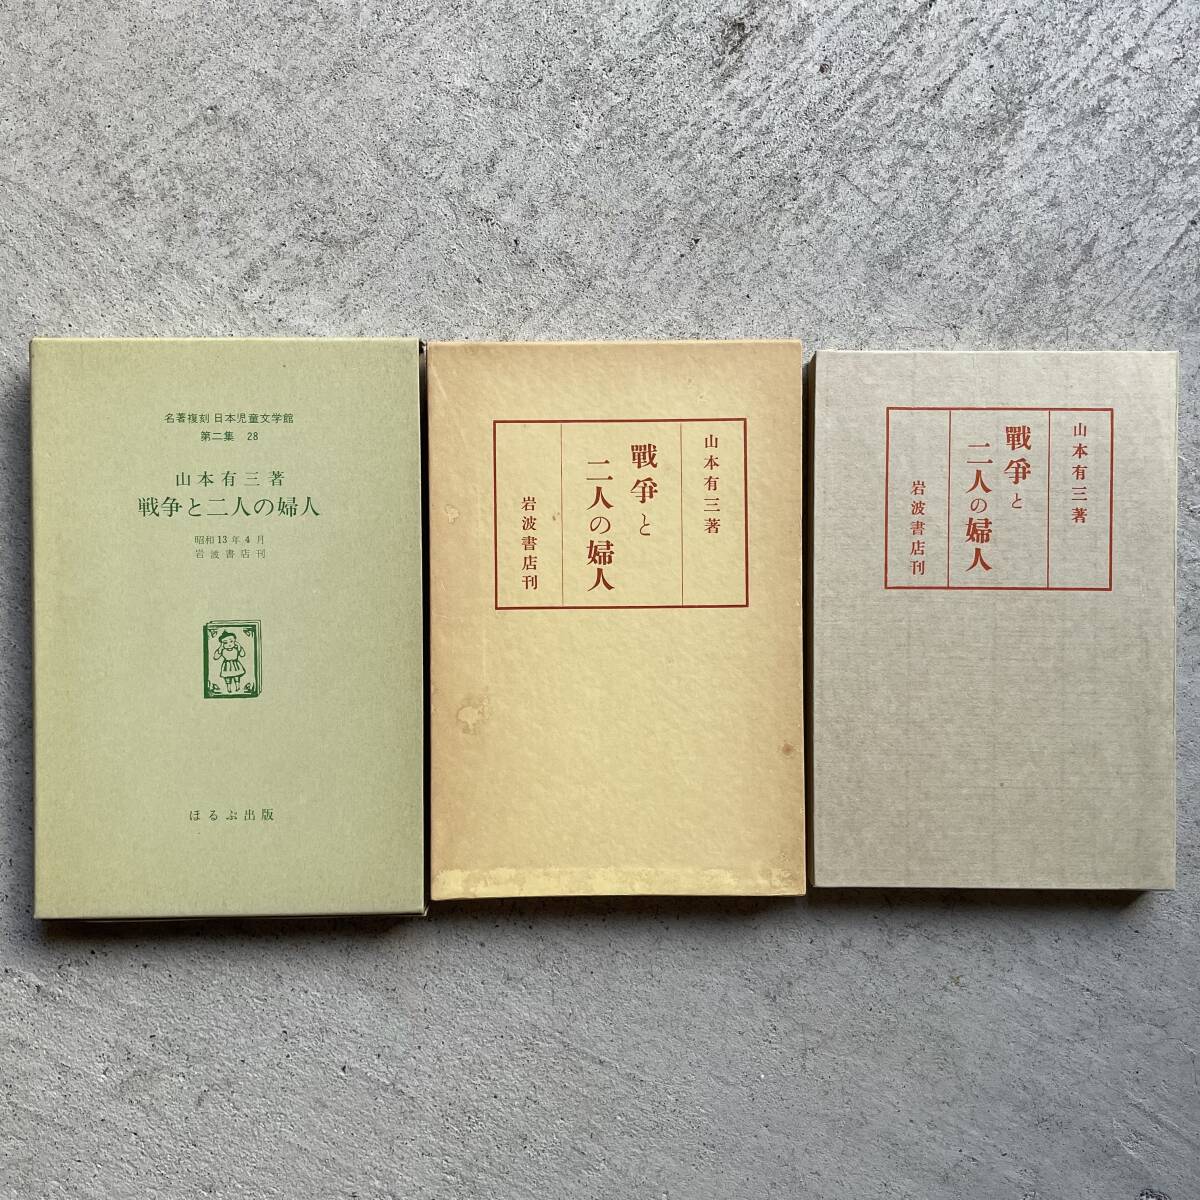 名著複刻 日本児童文学館
第二集 28
山本有三著
戦争と二人の婦人
昭和13年4月
岩波書店刊
ほるぷ出版
山本有三著
戰爭と
二人の婦人
岩波書店刊
山本有三著
戰爭と
二人の婦人
岩波書店刊